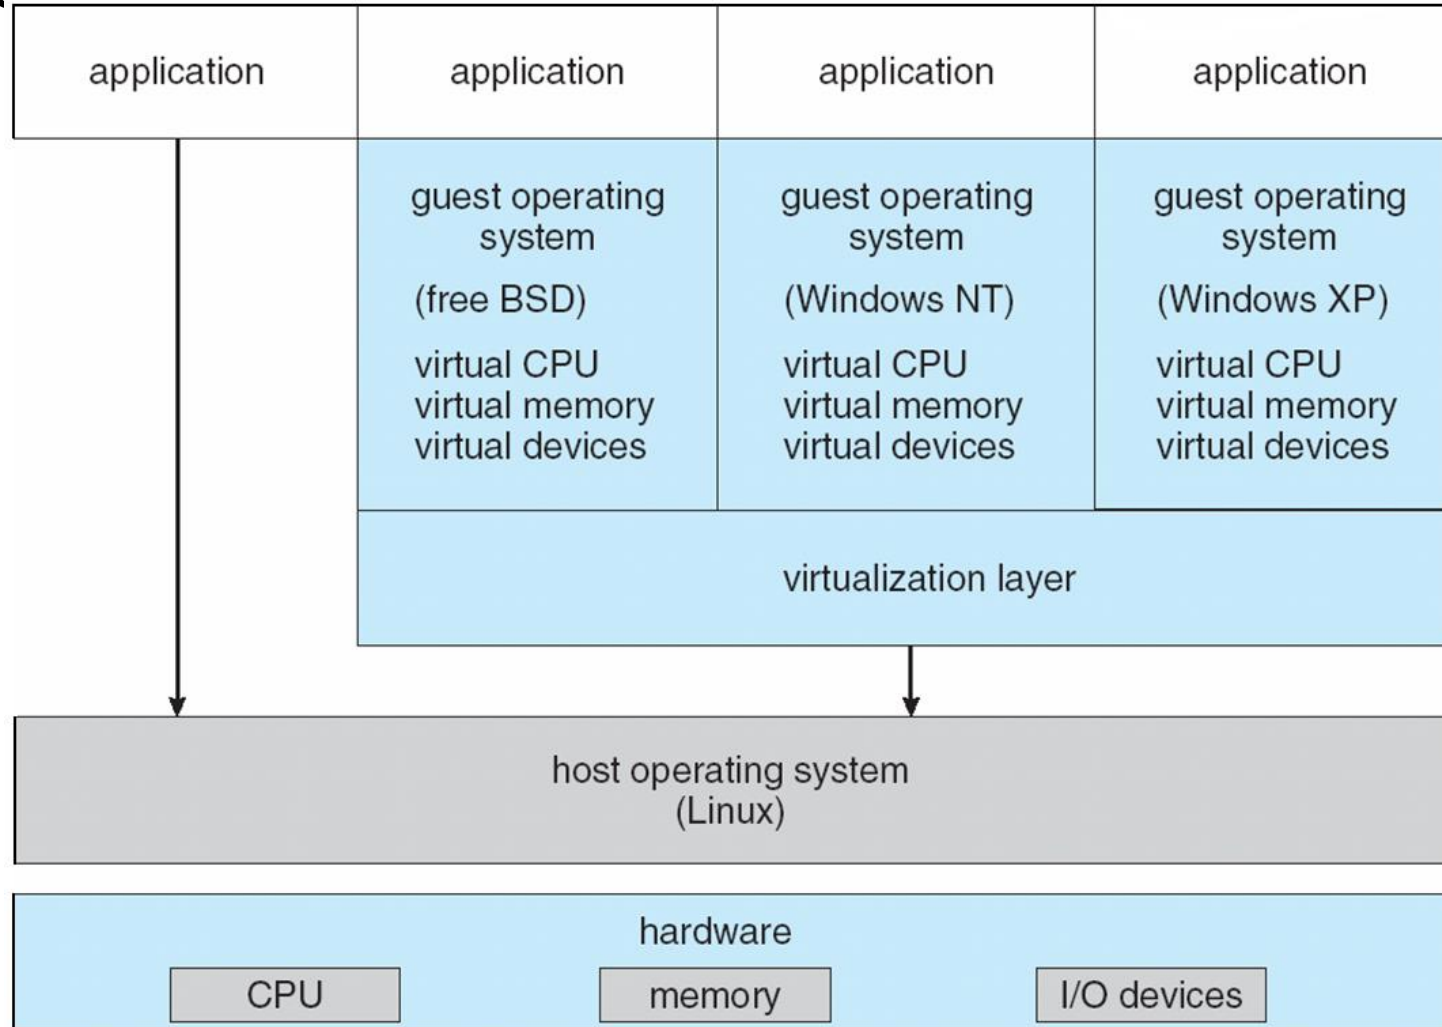 application
application
application
application
guest operating
system
(free BSD)
virtual CPU
virtual memory
virtual devices
guest operating
system
(Windows NT)
virtual CPU
virtual memory
virtual devices
guest operating
system
(Windows XP)
virtual CPU
virtual memory
virtual devices
virtualization layer
host operating system
(Linux)
hardware
CPU
memory
I/O devices